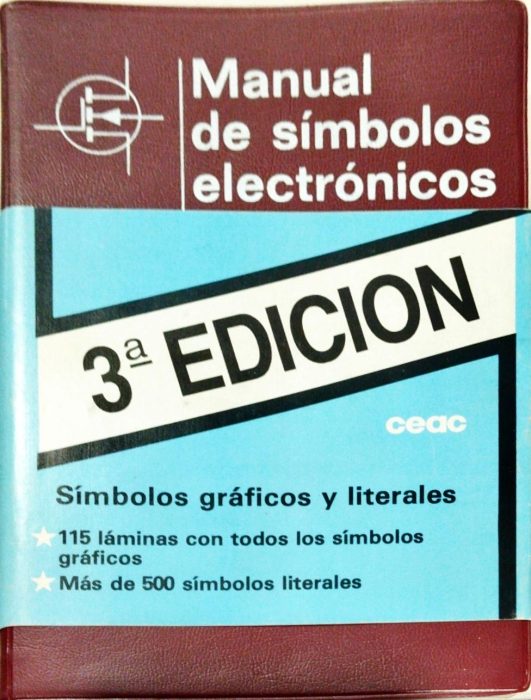 Manual
de símbolos
electrónicos
3ª EDICION
ceac
Símbolos gráficos y literales
115 láminas con todos los símbolos
gráficos
Más de 500 símbolos literales